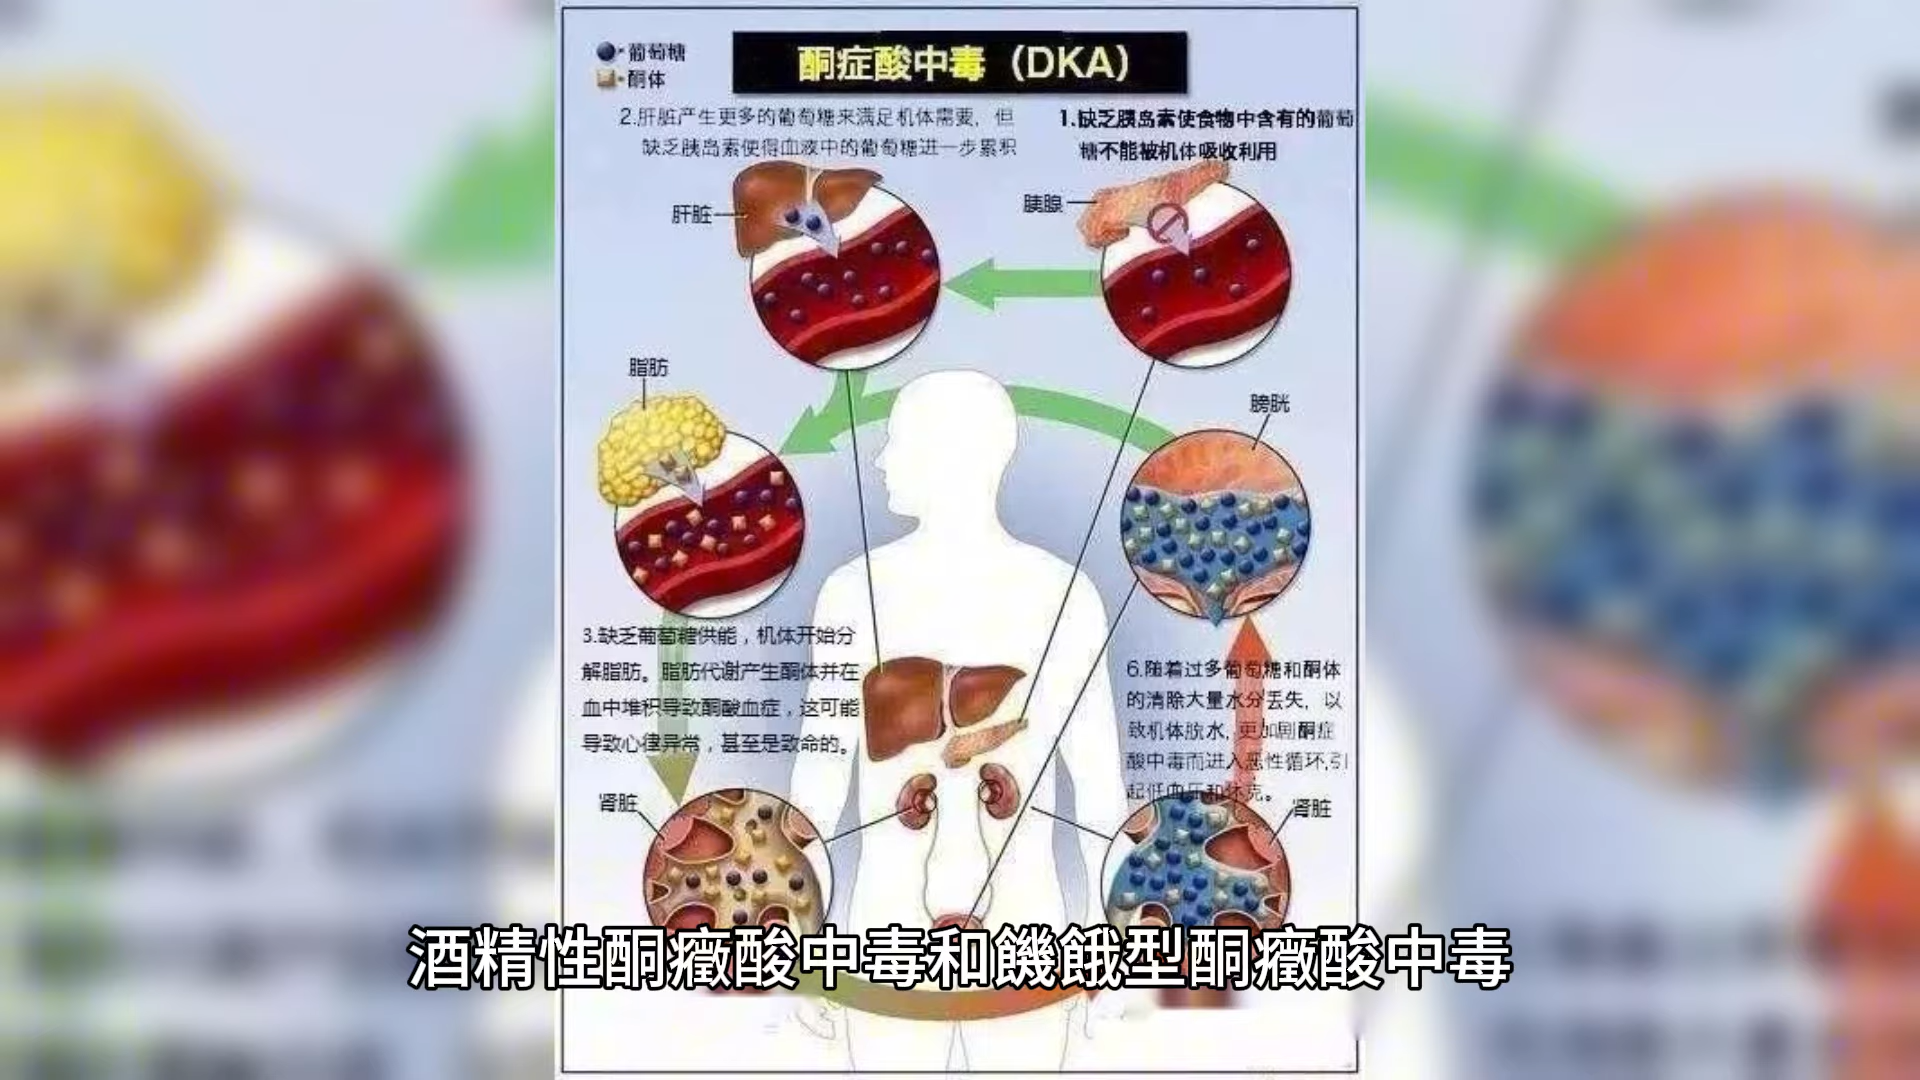 酮症酸中毒（DKA）
葡萄糖
酮体
1.缺乏胰岛素使食物中含有的葡萄
糖不能被机体吸收利用
2.肝脏产生更多的葡萄糖来满足机体需要，但
缺乏胰岛素使得血液中的葡萄糖进一步累积
肝脏
胰腺
脂肪
膀胱
3.缺乏葡萄糖供能，机体开始分
解脂肪。脂肪代谢产生酮体并在
血中堆积导致酮酸血症，这可能
导致心律异常，甚至是致命的。
6.随着过多葡萄糖和酮体
的清除大量水分丢失，以
致机体脱水，更加剧酮症
酸中毒而进入恶性循环,引
起低血压和休克。
肾脏
肾脏
酒精性酮癥酸中毒和饑餓型酮癥酸中毒